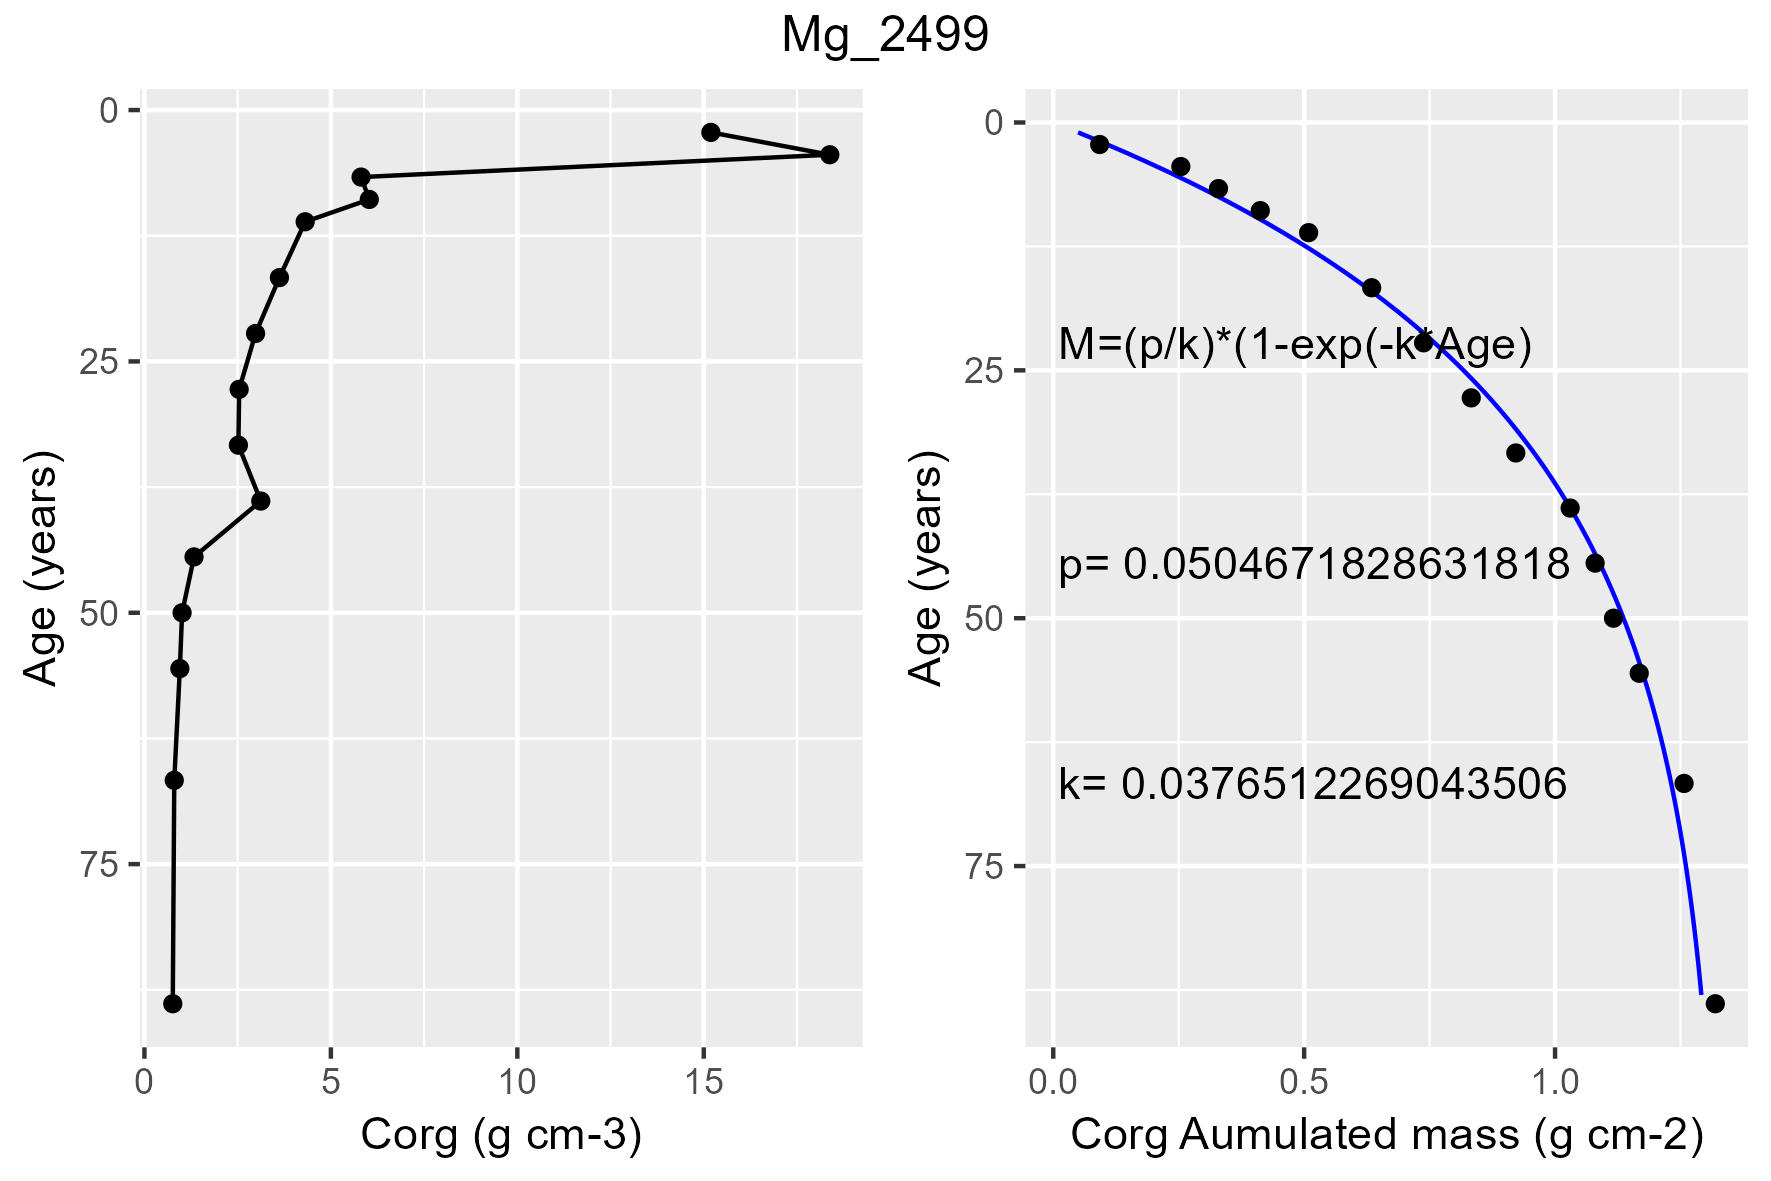 Mg_2499
0
25
50
75
Age (years)
0
5
10
15
Corg (g cm-3)
0
25
50
75
Age (years)
M=(p/k)*(1-exp(-k*Age)
p= 0.0504671828631818
k= 0.0376512269043506
0.0
0.5
1.0
Corg Aumulated mass (g cm-2)